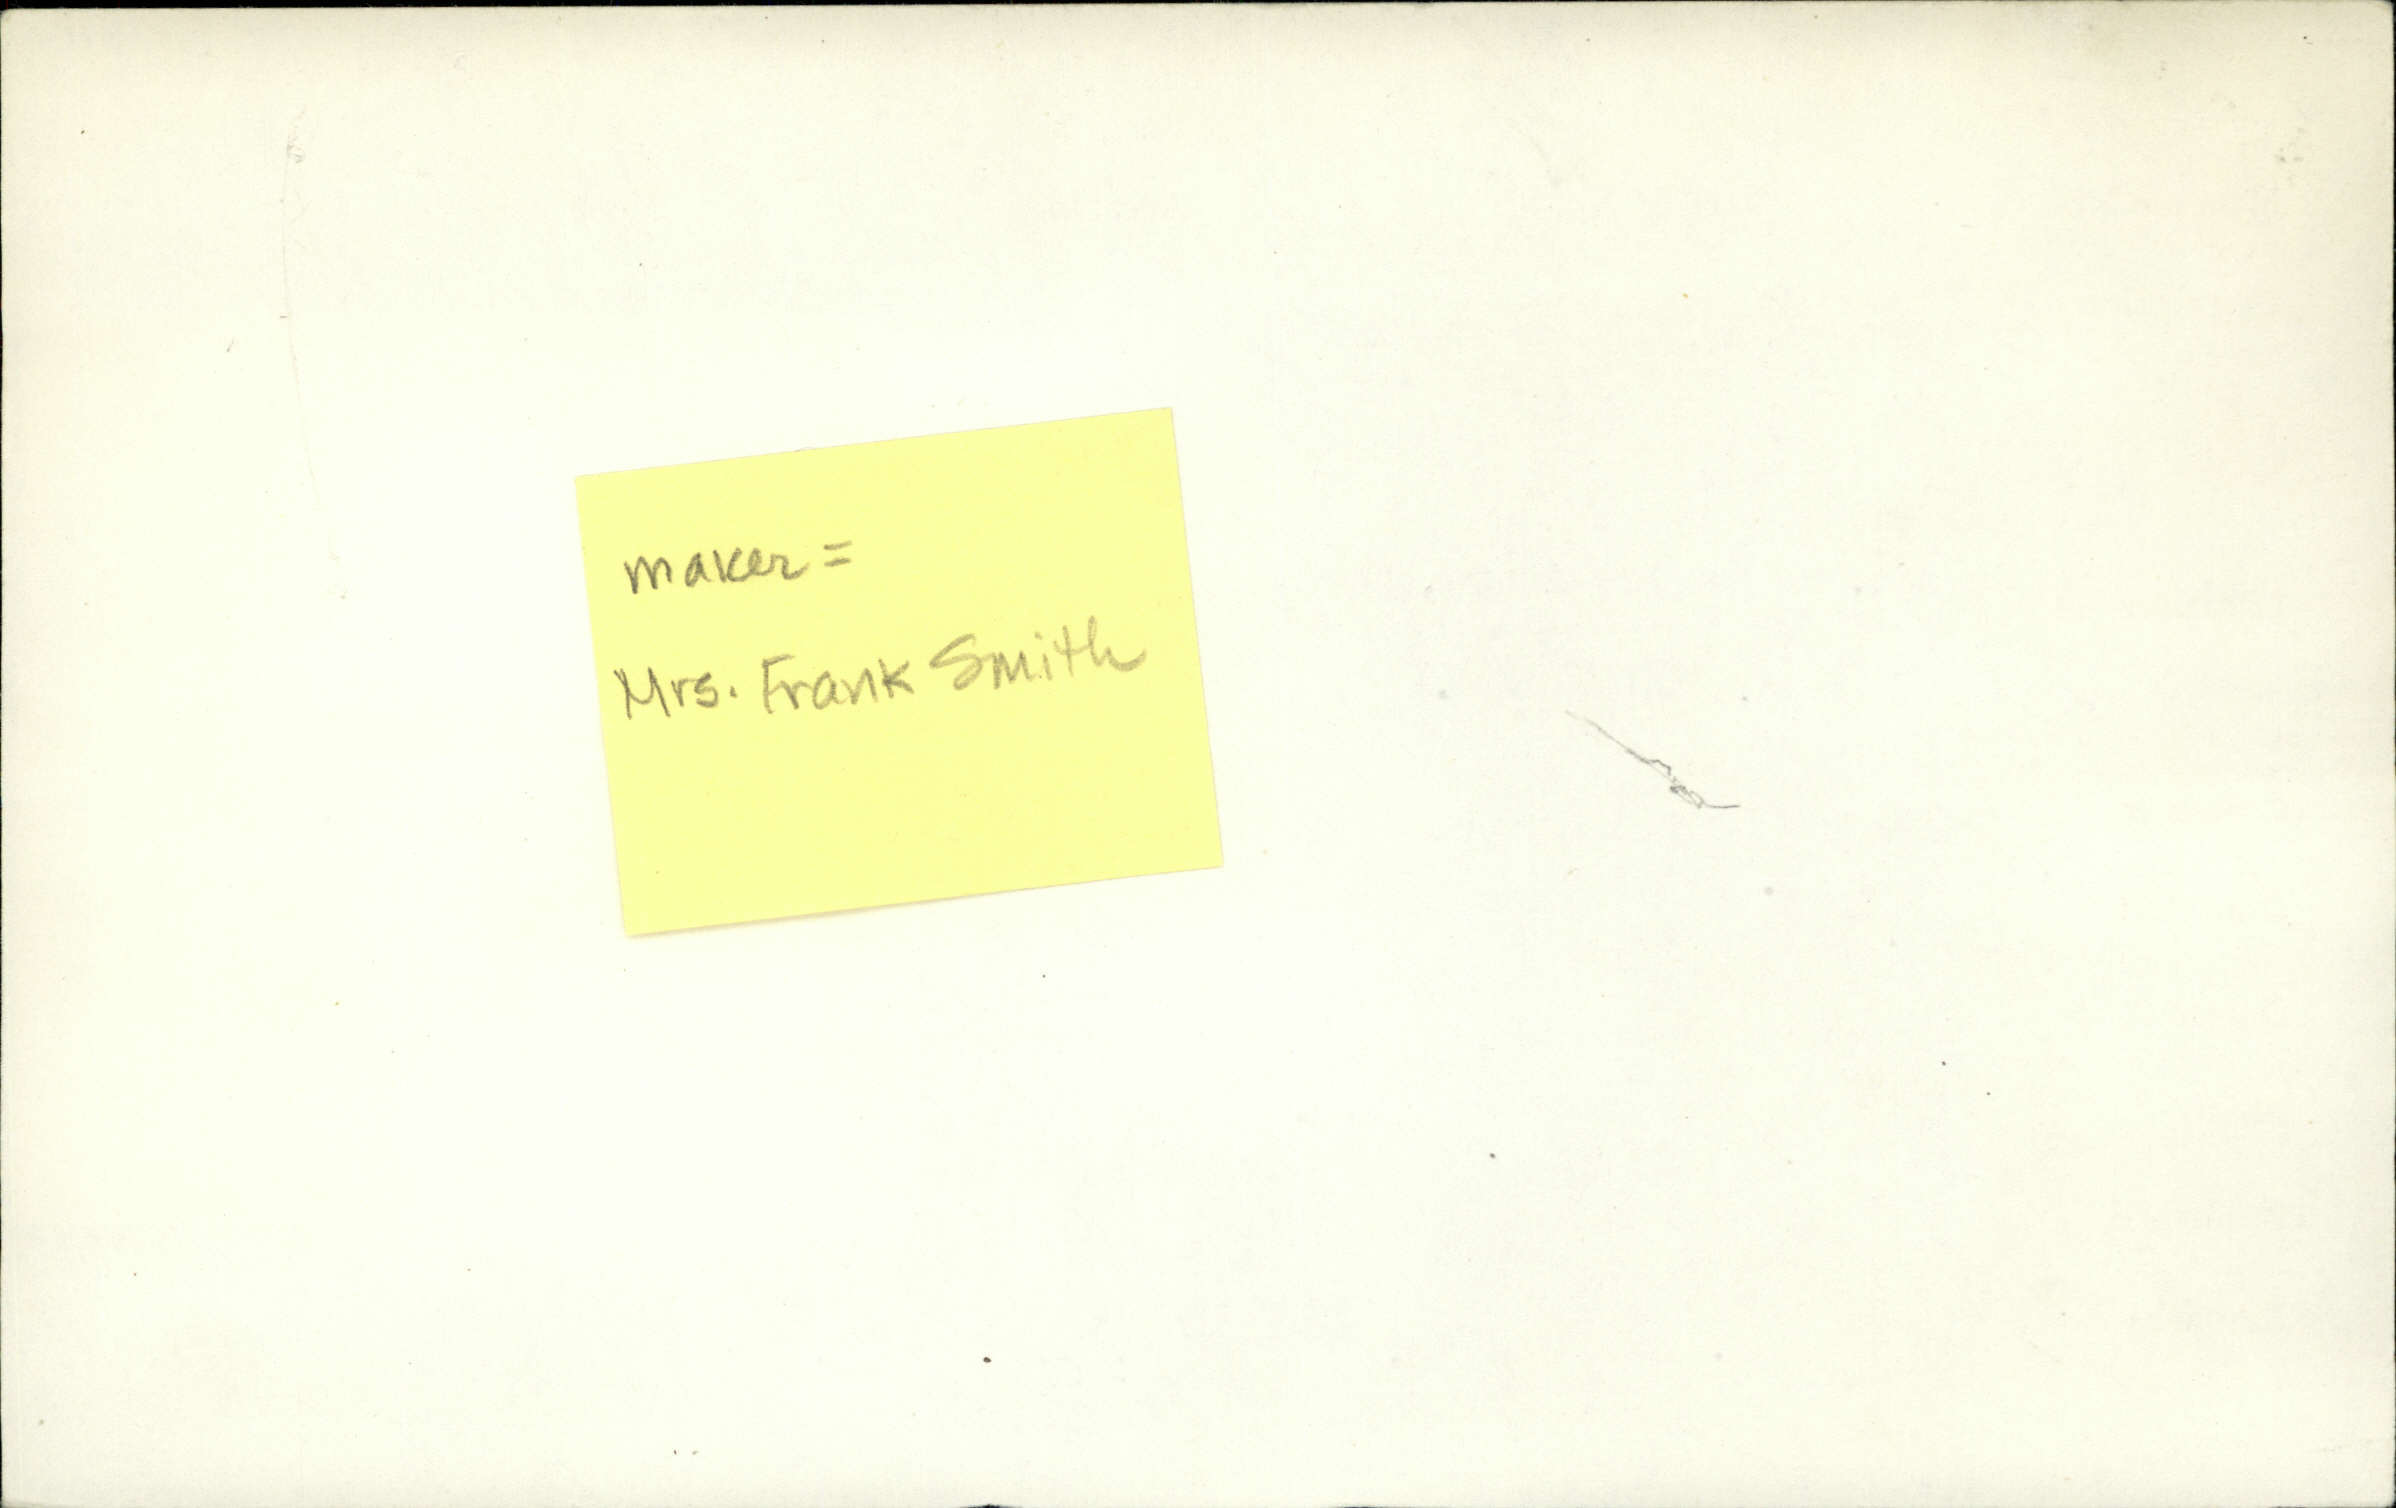 maker =
Mrs. Frank Smith